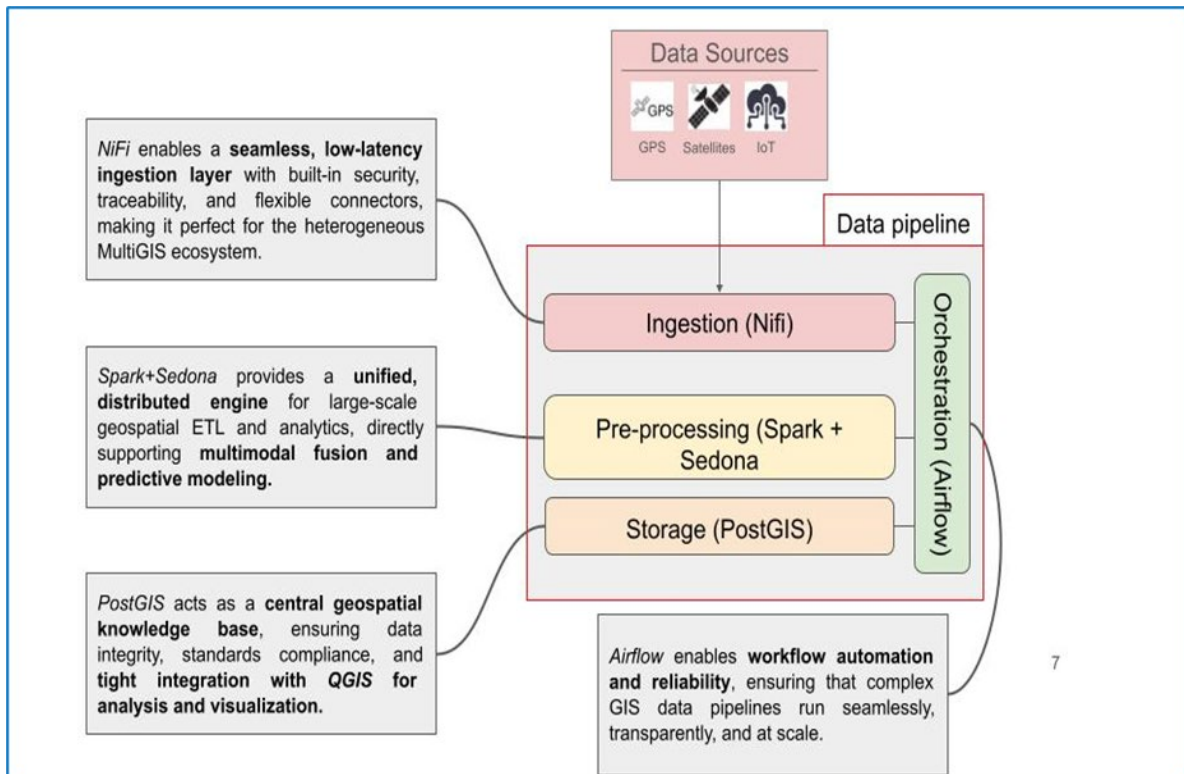 Data Sources
GPS
GPS
Satellites
IoT
NiFi enables a seamless, low-latency
ingestion layer with built-in security,
traceability, and flexible connectors,
making it perfect for the heterogeneous
MultiGIS ecosystem.
Data pipeline
Ingestion (Nifi)
Spark+Sedona provides a unified,
distributed engine for large-scale
geospatial ETL and analytics, directly
supporting multimodal fusion and
predictive modeling.
Pre-processing (Spark +
Sedona
Storage (PostGIS)
Orchestration (Airflow)
PostGIS acts as a central geospatial
knowledge base, ensuring data
integrity, standards compliance, and
tight integration with QGIS for
analysis and visualization.
Airflow enables workflow automation
and reliability, ensuring that complex
GIS data pipelines run seamlessly,
transparently, and at scale.
7